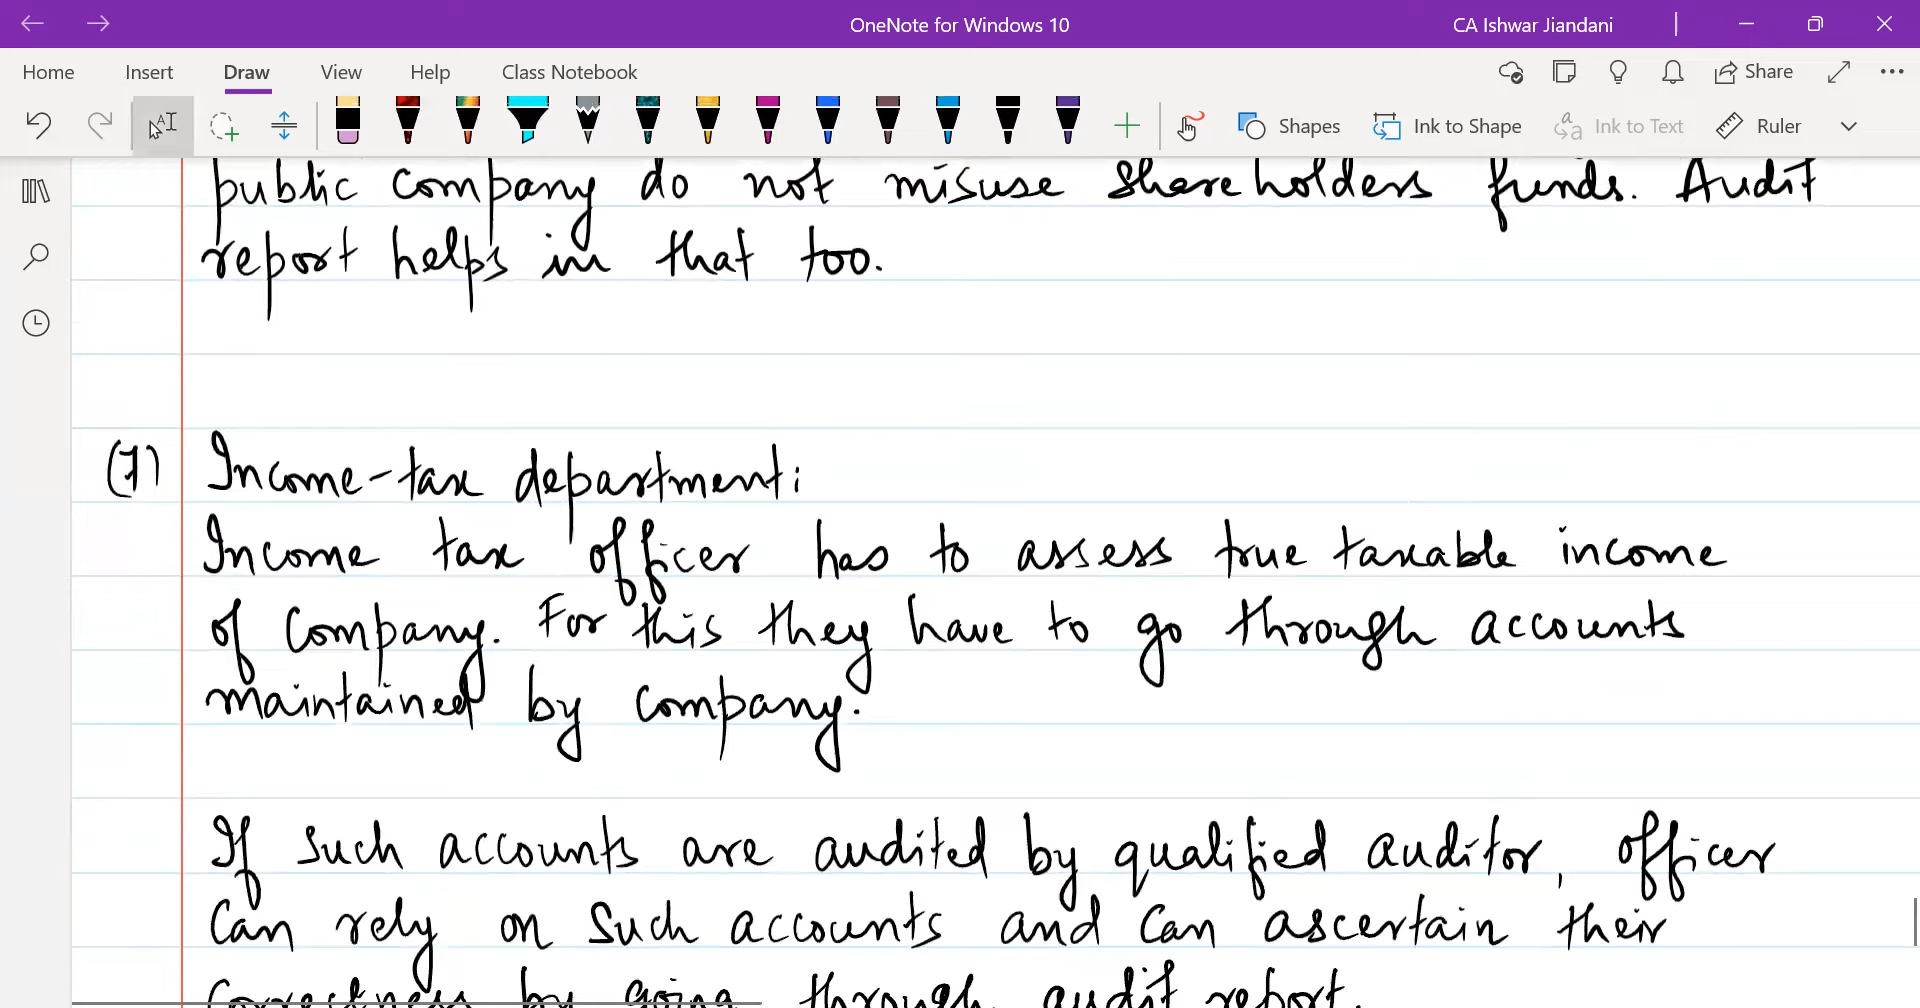 OneNote for Windows 10
CA Ishwar Jiandani
Home Insert Draw View Help Class Notebook Share
Shapes Ink to Shape Ink to Text Ruler
public company do not misuse shareholders funds. Audit
report helps in that too.
(7) Income-tax department:
Income tax officer has to assess true taxable income
of company. For this they have to go through accounts
maintained by company.
If such accounts are audited by qualified auditor, officer
can rely on such accounts and can ascertain their
correctness by going through audit report.